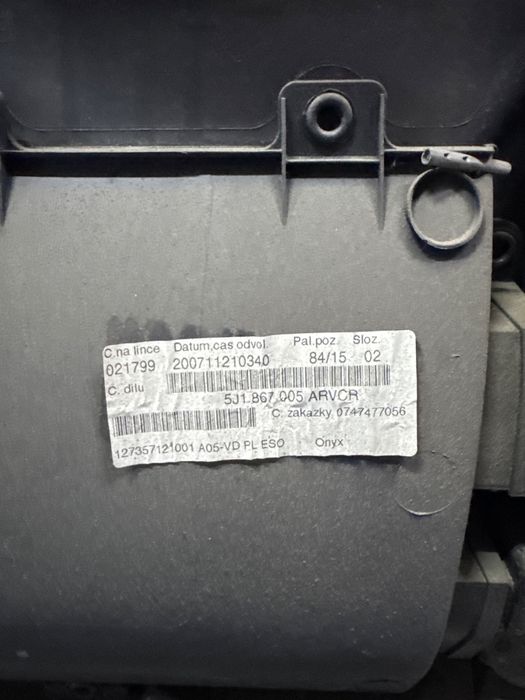 C.na lince Datum,cas odvol. Pal.poz. Sloz.
021799 200711210340 84/15 02
C. dilu
5J1.867.005 ARVCR
C. zakazky 0747477056
127357121001 A05-VD PL ESO Onyx